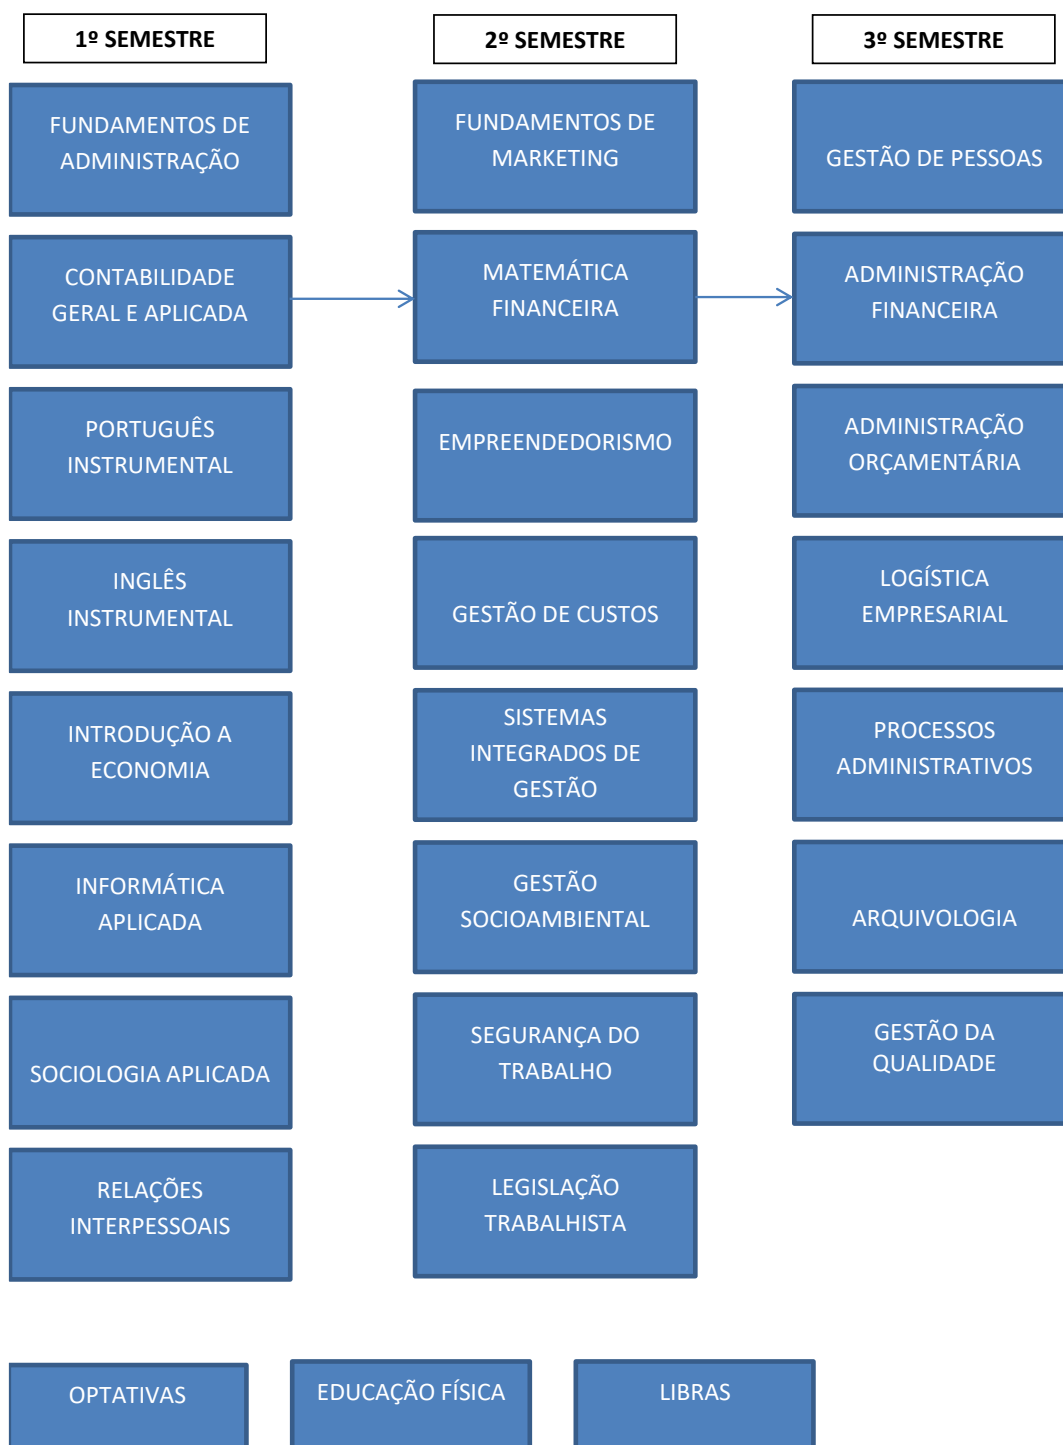 1º SEMESTRE
2º SEMESTRE
3º SEMESTRE
FUNDAMENTOS DE
ADMINISTRAÇÃO
FUNDAMENTOS DE
MARKETING
GESTÃO DE PESSOAS
CONTABILIDADE
GERAL E APLICADA
MATEMÁTICA
FINANCEIRA
ADMINISTRAÇÃO
FINANCEIRA
PORTUGUÊS
INSTRUMENTAL
EMPREENDEDORISMO
ADMINISTRAÇÃO
ORÇAMENTÁRIA
INGLÊS
INSTRUMENTAL
GESTÃO DE CUSTOS
LOGÍSTICA
EMPRESARIAL
INTRODUÇÃO A
ECONOMIA
SISTEMAS
INTEGRADOS DE
GESTÃO
PROCESSOS
ADMINISTRATIVOS
INFORMÁTICA
APLICADA
GESTÃO
SOCIOAMBIENTAL
ARQUIVOLOGIA
SOCIOLOGIA APLICADA
SEGURANÇA DO
TRABALHO
GESTÃO DA
QUALIDADE
RELAÇÕES
INTERPESSOAIS
LEGISLAÇÃO
TRABALHISTA
OPTATIVAS
EDUCAÇÃO FÍSICA
LIBRAS